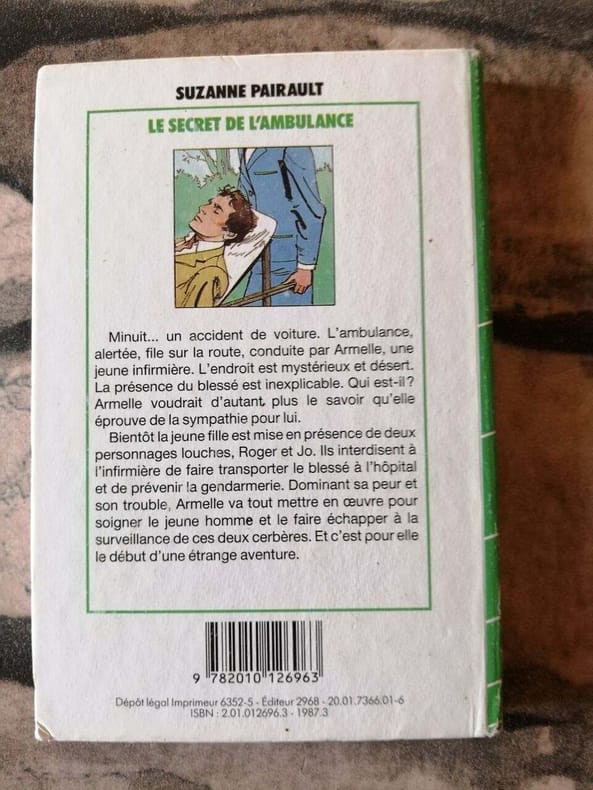 SUZANNE PAIRAULT
LE SECRET DE L'AMBULANCE
Minuit... un accident de voiture. L'ambulance,
alertée, file sur la route, conduite par Armelle, une
jeune infirmière. L'endroit est mystérieux et désert.
La présence du blessé est inexplicable. Qui est-il?
Armelle voudrait d'autant plus le savoir qu'elle
éprouve de la sympathie pour lui.
Bientôt la jeune fille est mise en présence de deux
personnages louches, Roger et Jo. Ils interdisent à
l'infirmière de faire transporter le blessé à l'hôpital
et de prévenir la gendarmerie. Dominant sa peur et
son trouble, Armelle va tout mettre en œuvre pour
soigner le jeune homme et le faire échapper à la
surveillance de ces deux cerbères. Et c'est pour elle
le début d'une étrange aventure.
9 782010 126963
Dépôt légal Imprimeur 6352-5 - Éditeur 2968 - 20.01.7366.01-6
ISBN : 2.01.012696.3 - 1987.3